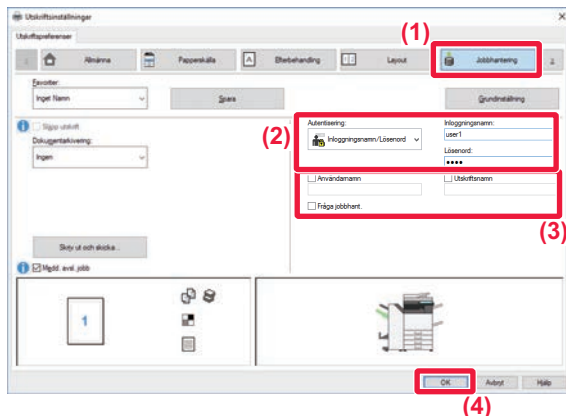 Utskriftsinställningar
Utskriftspreferenser
(1)
Allmänna
Papperskälla
Efterbehandling
Layout
Jobbhantering
Favoriter:
Inget Namn
Spara
Grundinställning
(2)
Släpp utskrift
Dokumentarkivering:
Ingen
Autentisering:
Inloggningsnamn/Lösenord
Inloggningsnamn:
user1
Lösenord:
••••
Användarnamn
Utskriftsnamn
Fråga jobbhant.
(3)
Skriv ut och skicka...
Medd. avsl. jobb
1
OK
Avbryt
Hjälp
(4)